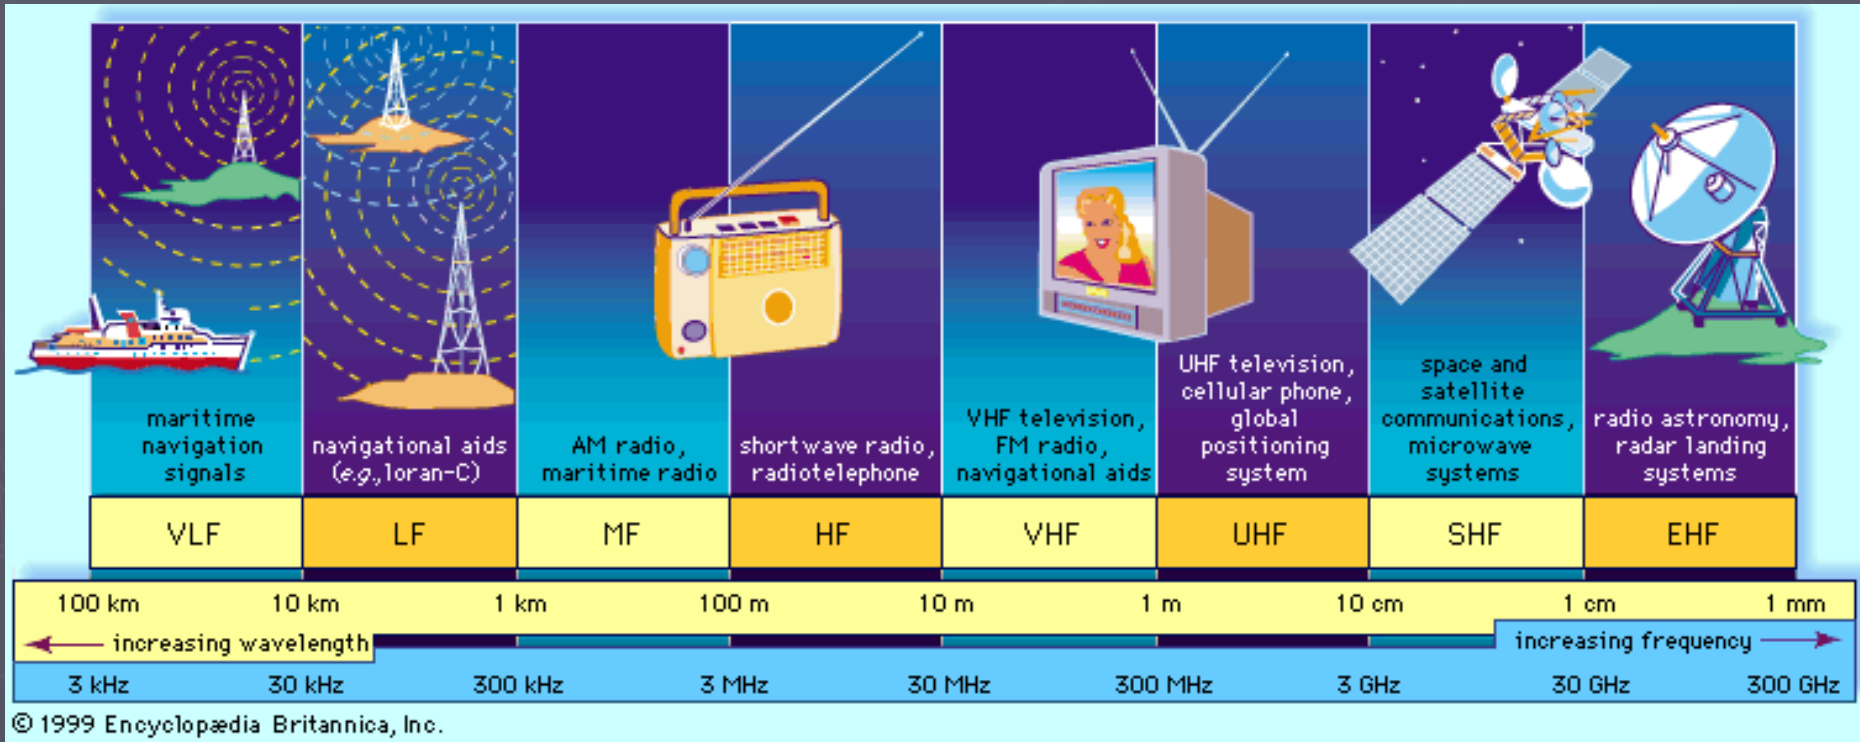 maritime
navigation
signals
navigational aids
(e.g., loran-C)
AM radio,
maritime radio
shortwave radio,
radiotelephone
VHF television,
FM radio,
navigational aids
UHF television,
cellular phone,
global
positioning
system
space and
satellite
communications,
microwave
systems
radio astronomy,
radar landing
systems
VLF LF MF HF VHF UHF SHF EHF
100 km 10 km 1 km 100 m 10 m 1 m 10 cm 1 cm 1 mm
increasing wavelength increasing frequency
3 kHz 30 kHz 300 kHz 3 MHz 30 MHz 300 MHz 3 GHz 30 GHz 300 GHz
© 1999 Encyclopædia Britannica, Inc.